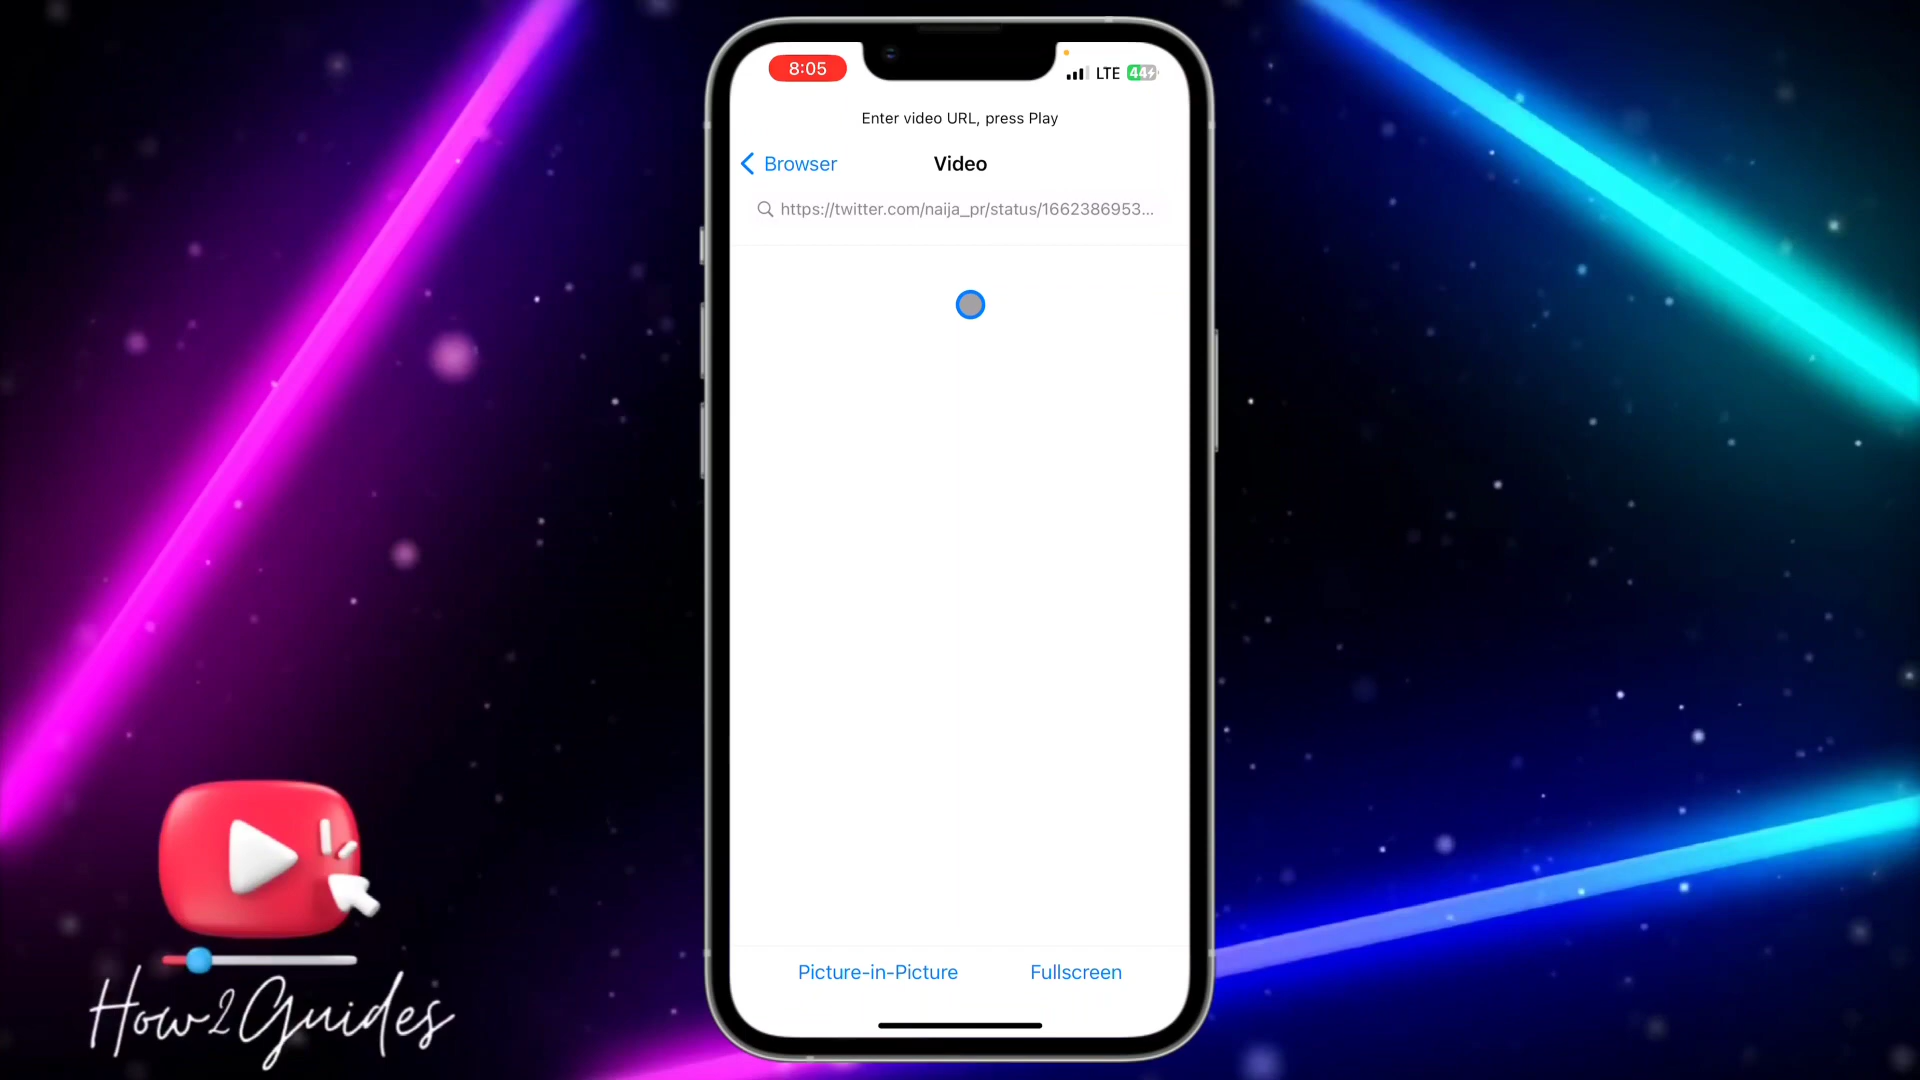 8:05
LTE 44
Enter video URL, press Play
Browser
Video
https://twitter.com/naija_pr/status/1662386953...
Picture-in-Picture
Fullscreen
How2Guides